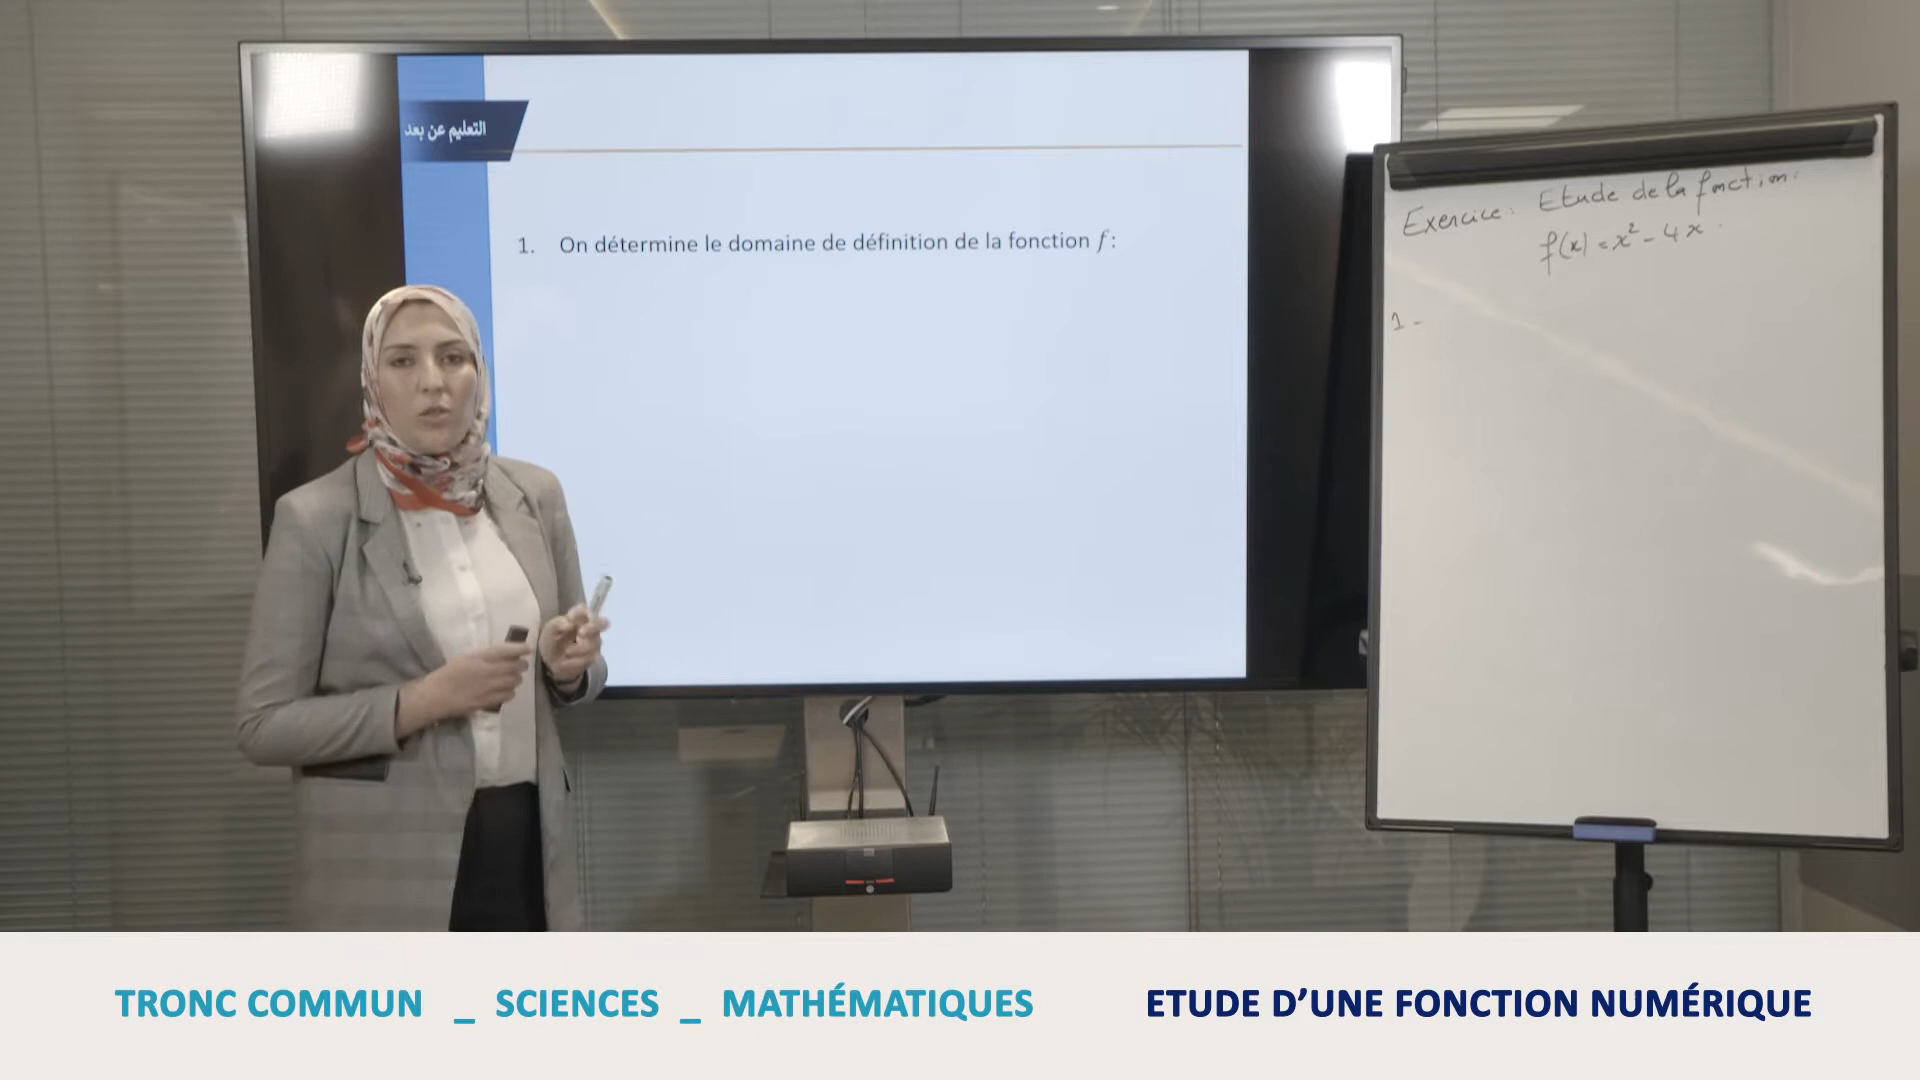 التعليم عن بعد
1. On détermine le domaine de définition de la fonction f :
Exercice : Etude de la fonction :
f(x) = x² - 4x.
1 -
TRONC COMMUN _ SCIENCES _ MATHÉMATIQUES
ETUDE D’UNE FONCTION NUMÉRIQUE